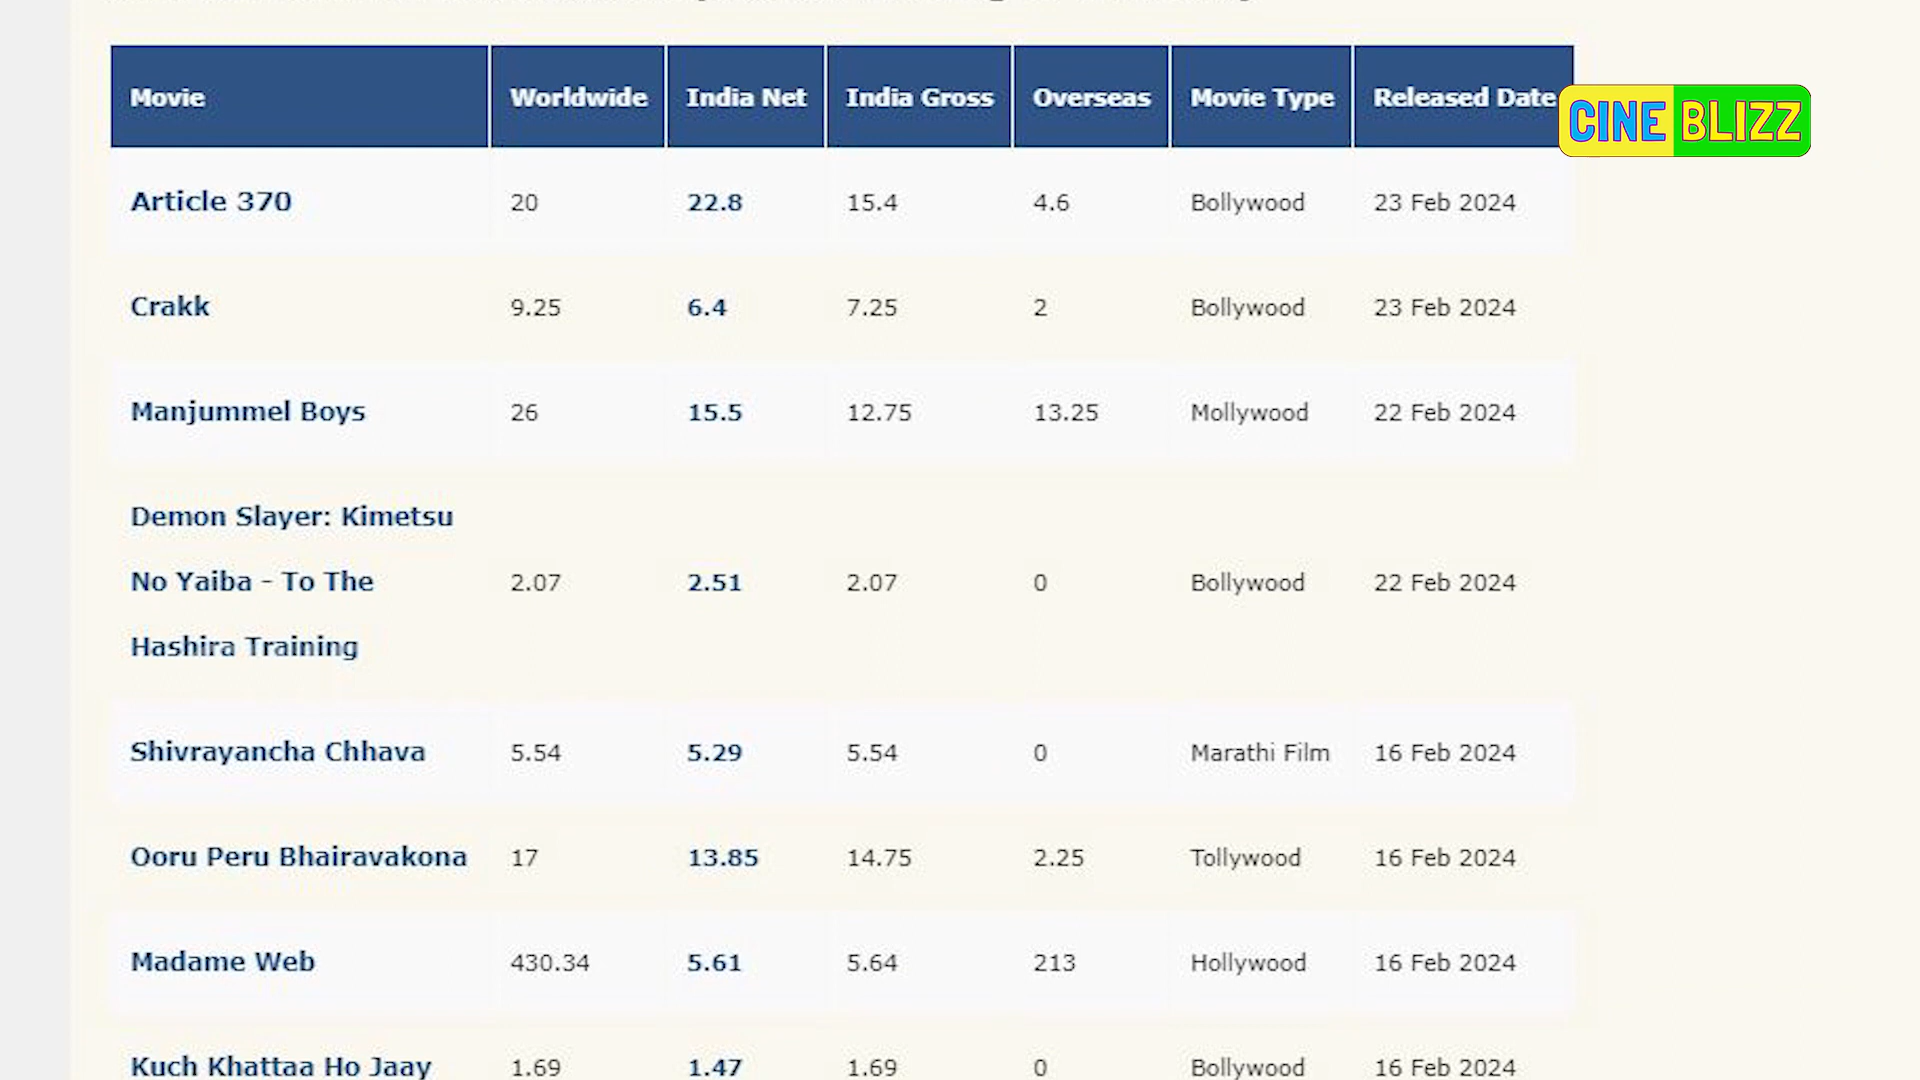 Movie Worldwide India Net India Gross Overseas Movie Type Released Date
CINE BLIZZ
Article 370 20 22.8 15.4 4.6 Bollywood 23 Feb 2024
Crakk 9.25 6.4 7.25 2 Bollywood 23 Feb 2024
Manjummel Boys 26 15.5 12.75 13.25 Mollywood 22 Feb 2024
Demon Slayer: Kimetsu
No Yaiba - To The 2.07 2.51 2.07 0 Bollywood 22 Feb 2024
Hashira Training
Shivrayancha Chhava 5.54 5.29 5.54 0 Marathi Film 16 Feb 2024
Ooru Peru Bhairavakona 17 13.85 14.75 2.25 Tollywood 16 Feb 2024
Madame Web 430.34 5.61 5.64 213 Hollywood 16 Feb 2024
Kuch Khattaa Ho Jaay 1.69 1.47 1.69 0 Bollywood 16 Feb 2024